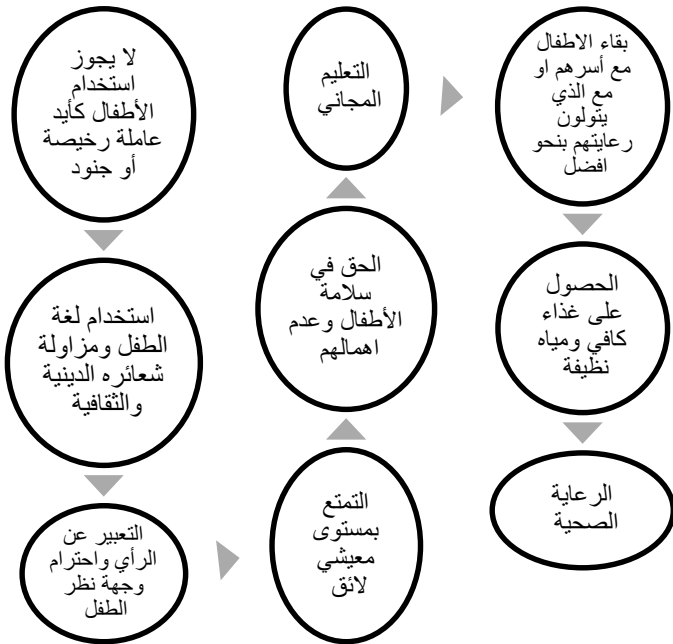 لا يجوز
استخدام
الأطفال كأيد
عاملة رخيصة
أو جنود
استخدام لغة
الطفل ومزاولة
شعائره الدينية
والثقافية
التعبير عن
الرأي واحترام
وجهة نظر
الطفل
التمتع
بمستوى
معيشي
لائق
الحق في
سلامة
الأطفال وعدم
اهمالهم
التعليم
المجاني
بقاء الاطفال
مع أسرهم او
مع الذي
يتولون
رعايتهم بنحو
افضل
الحصول
على غذاء
كافي ومياه
نظيفة
الرعاية
الصحية